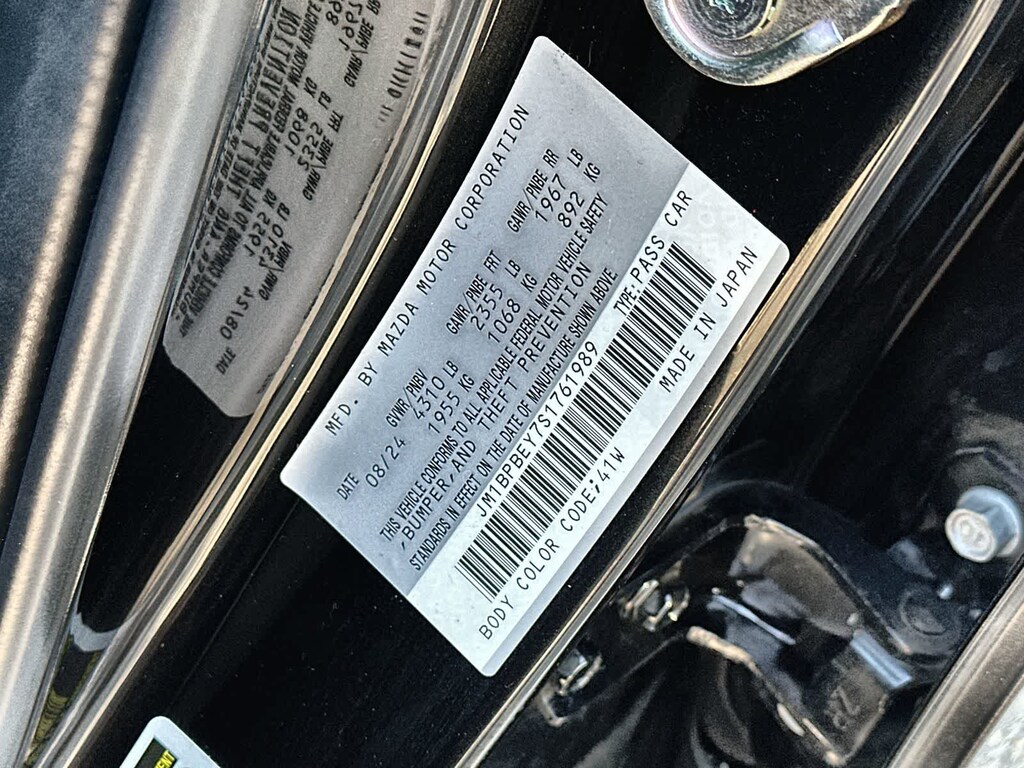 MFD. BY MAZDA MOTOR CORPORATION
DATE GVWR/PNBV GAWR/PNBE FRT GAWR/PNBE RR
08/24 4310 LB 2355 LB 1967 LB
1955 KG 1068 KG 892 KG
THIS VEHICLE CONFORMS TO ALL APPLICABLE FEDERAL MOTOR VEHICLE SAFETY
,BUMPER,AND THEFT PREVENTION
STANDARDS IN EFFECT ON THE DATE OF MANUFACTURE SHOWN ABOVE
JM1BPBEY7S1761989 TYPE:PASS CAR
BODY COLOR CODE;41W MADE IN JAPAN